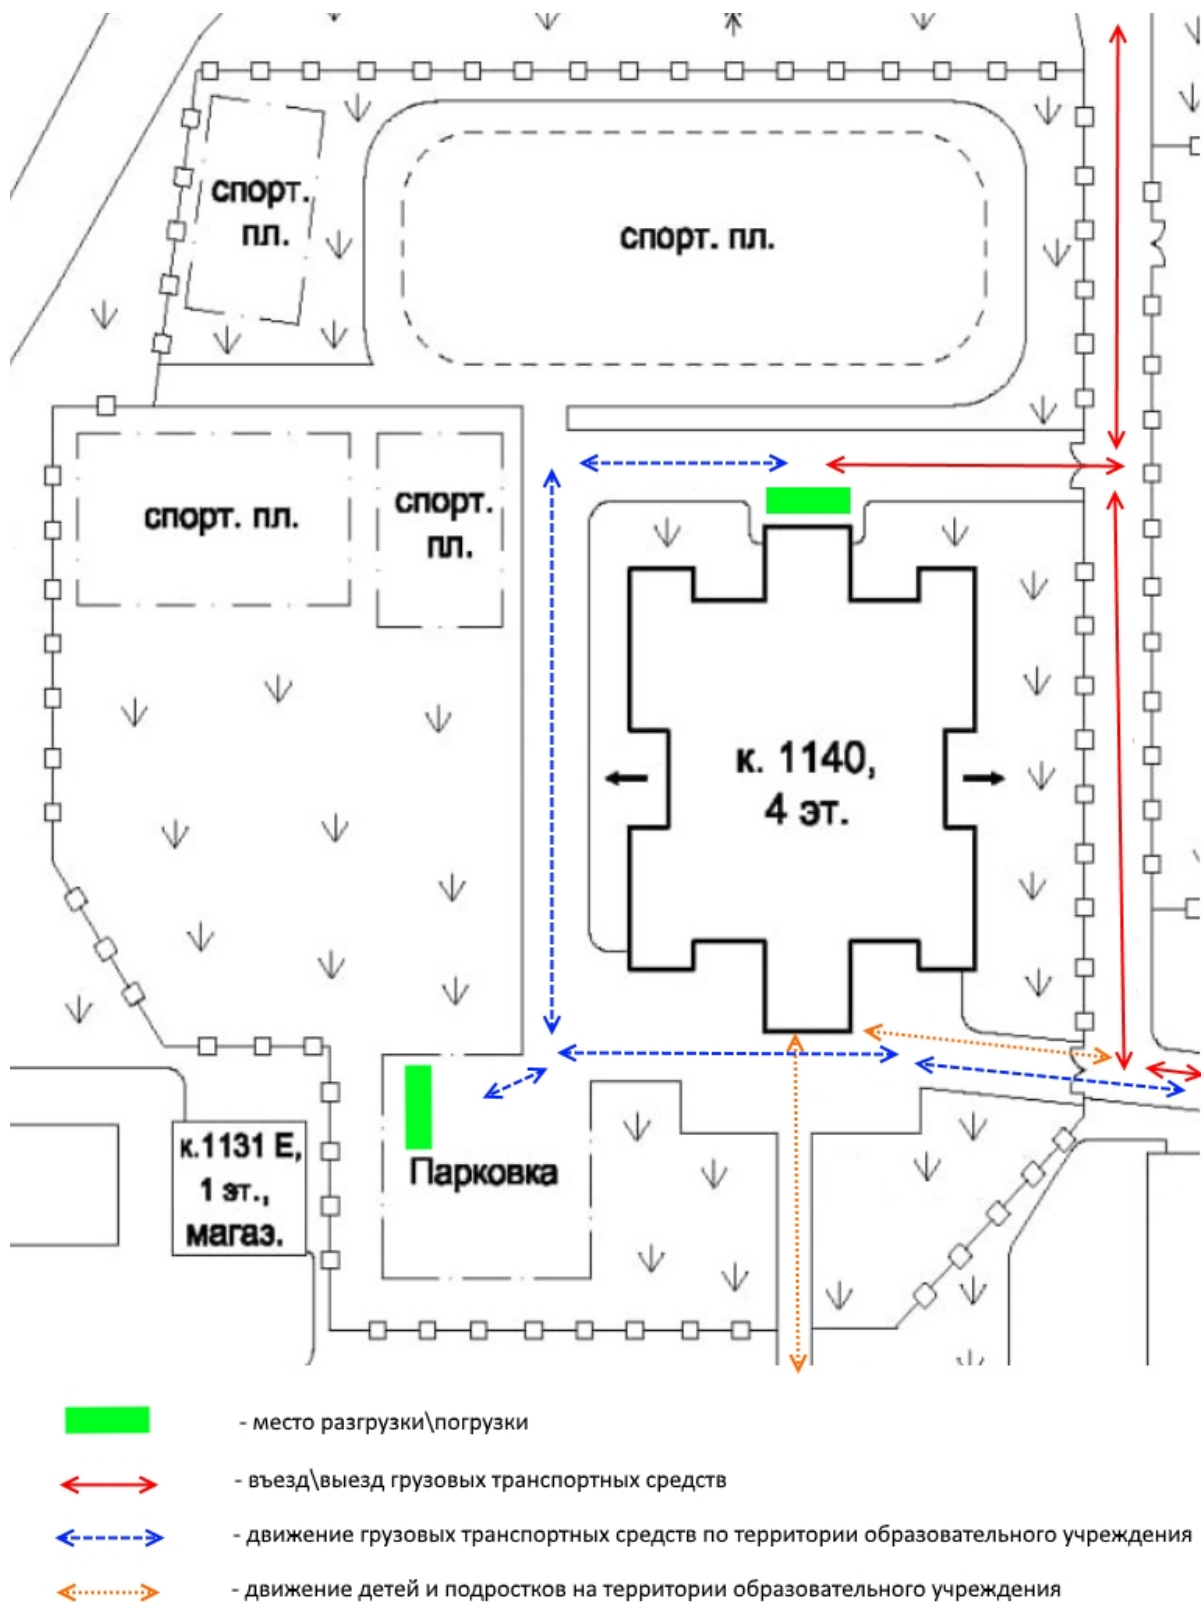 спорт.
пл.
спорт. пл.
спорт. пл.
спорт.
пл.
к. 1140,
4 эт.
к.1131 Е,
1 эт.,
магаз.
Парковка
- место разгрузки\погрузки
- въезд\выезд грузовых транспортных средств
- движение грузовых транспортных средств по территории образовательного учреждения
- движение детей и подростков на территории образовательного учреждения